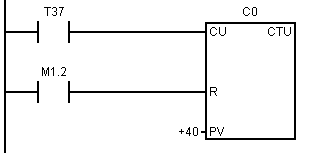 T37 C0
CU CTU
M1.2
R
+40 PV